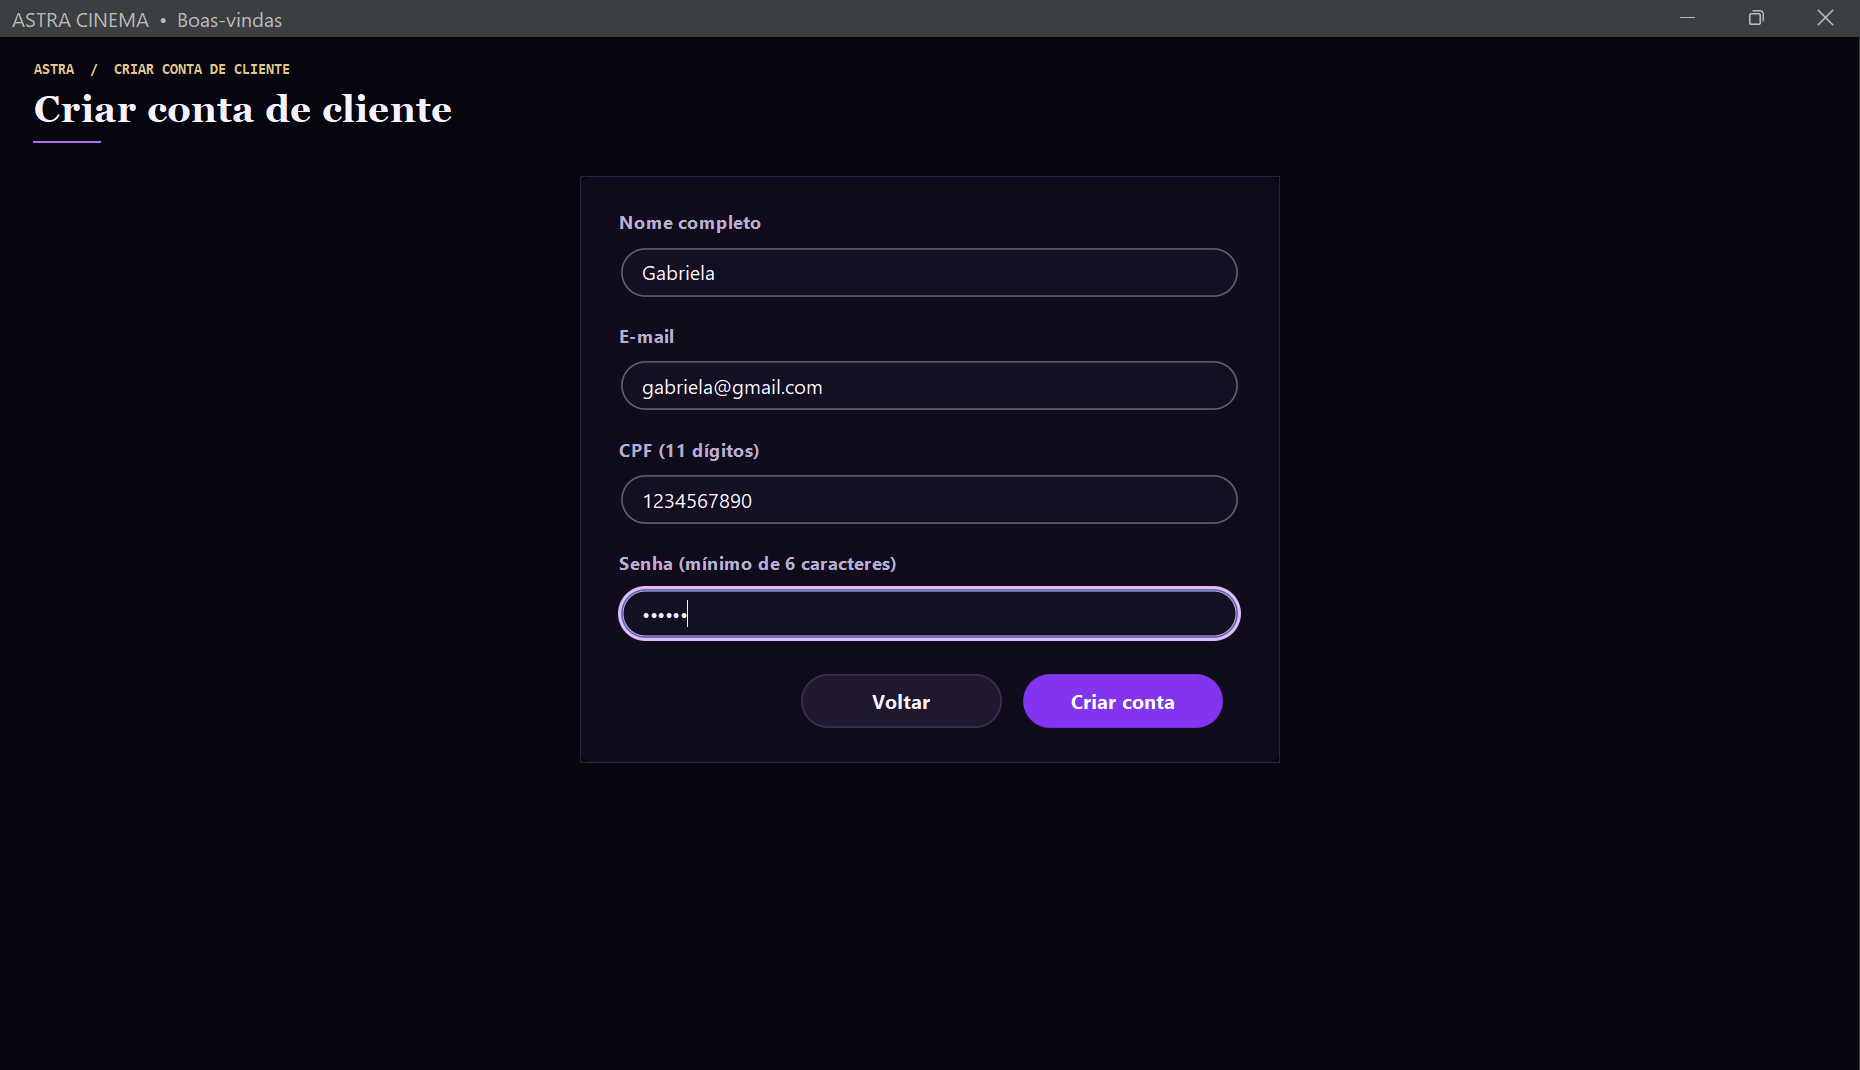 ASTRA CINEMA • Boas-vindas
ASTRA / CRIAR CONTA DE CLIENTE
Criar conta de cliente
Nome completo
Gabriela
E-mail
gabriela@gmail.com
CPF (11 dígitos)
1234567890
Senha (mínimo de 6 caracteres)
••••••
Voltar Criar conta